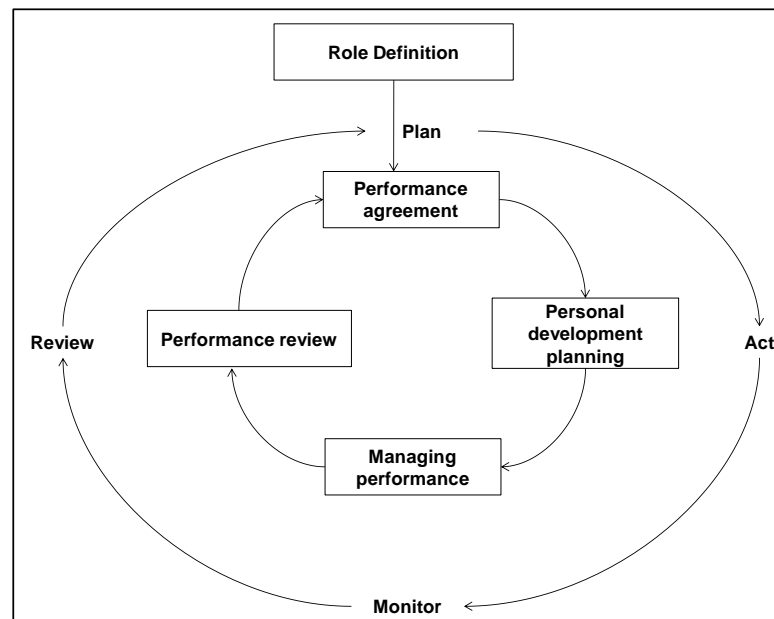 Role Definition
Plan
Performance
agreement
Personal
development
planning
Performance review
Review
Act
Managing
performance
Monitor